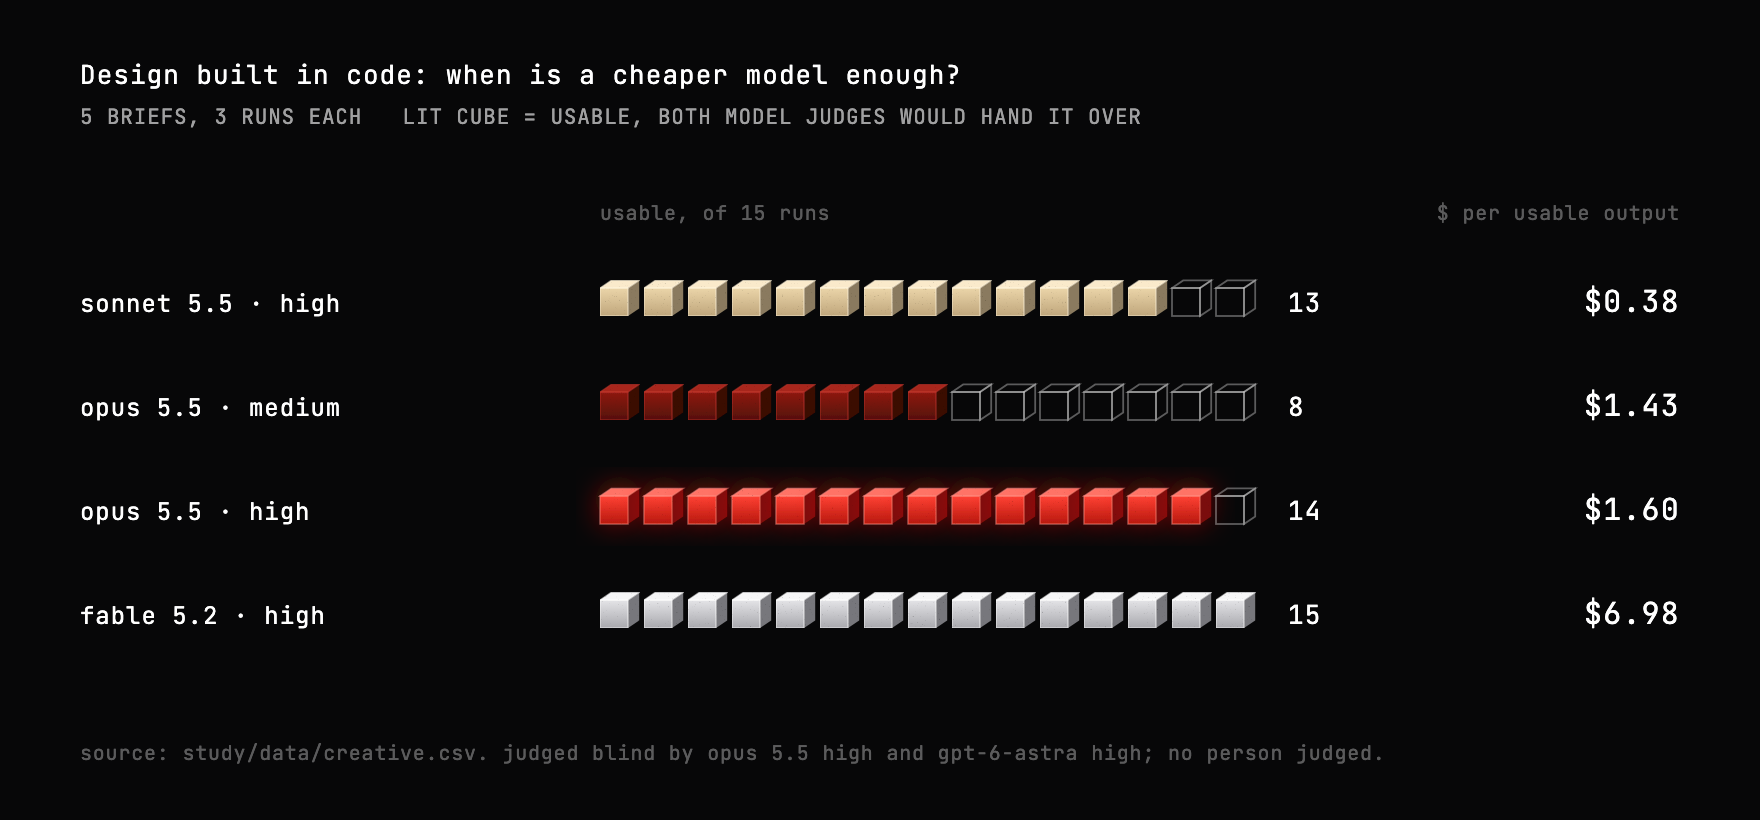 Design built in code: when is a cheaper model enough?
5 BRIEFS, 3 RUNS EACH   LIT CUBE = USABLE, BOTH MODEL JUDGES WOULD HAND IT OVER
usable, of 15 runs   $ per usable output
sonnet 5.5 · high   13   $0.38
opus 5.5 · medium   8   $1.43
opus 5.5 · high   14   $1.60
fable 5.2 · high   15   $6.98
source: study/data/creative.csv. judged blind by opus 5.5 high and gpt-6-astra high; no person judged.